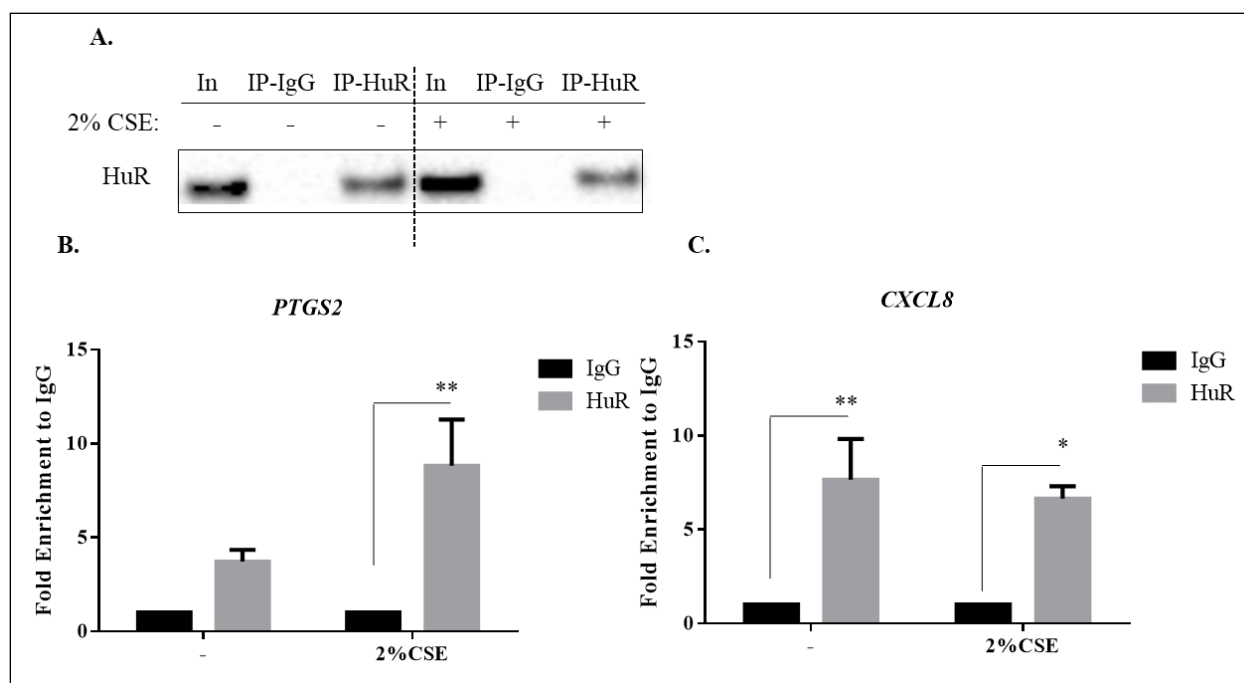 A.
In IP-IgG IP-HuR In IP-IgG IP-HuR
2% CSE: - - - + + +
HuR
B.
PTGS2
Fold Enrichment to IgG
15
10
5
0
**
IgG
HuR
- 2%CSE
C.
CXCL8
Fold Enrichment to IgG
15
10
5
0
**
*
IgG
HuR
- 2%CSE